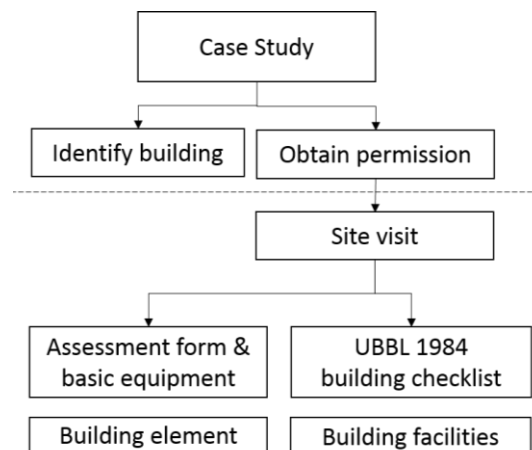 Case Study
Identify building
Obtain permission
Site visit
Assessment form &
basic equipment
UBBL 1984
building checklist
Building element
Building facilities